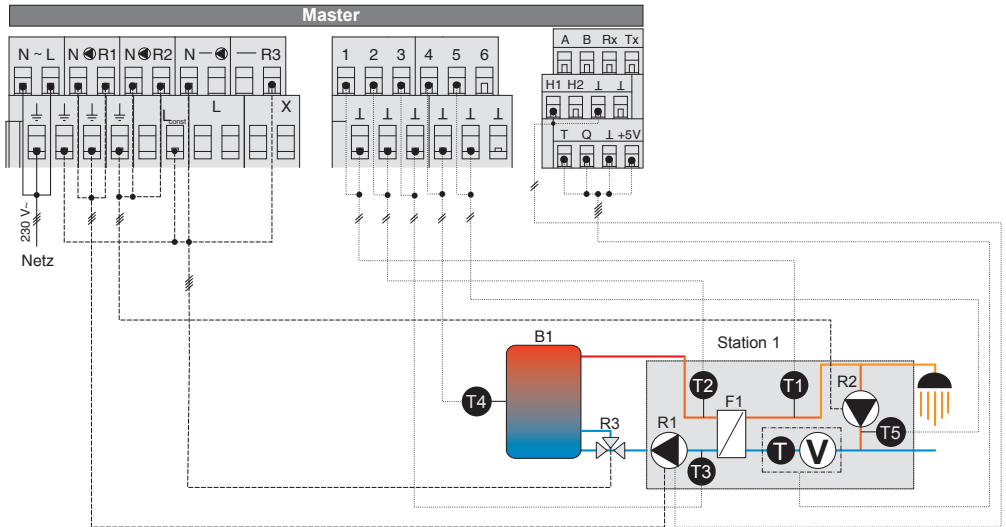 Master
N ~ L N R1 N R2 N — — R3
1 2 3 4 5 6
A B Rx Tx
H1 H2 ⊥ ⊥
L X
Lconst
⊥ ⊥ ⊥ ⊥ ⊥ ⊥
T Q ⊥ +5V
230 V~
Netz
B1
Station 1
T4
T2
T1
R2
F1
R3
R1
T5
T3
T
V